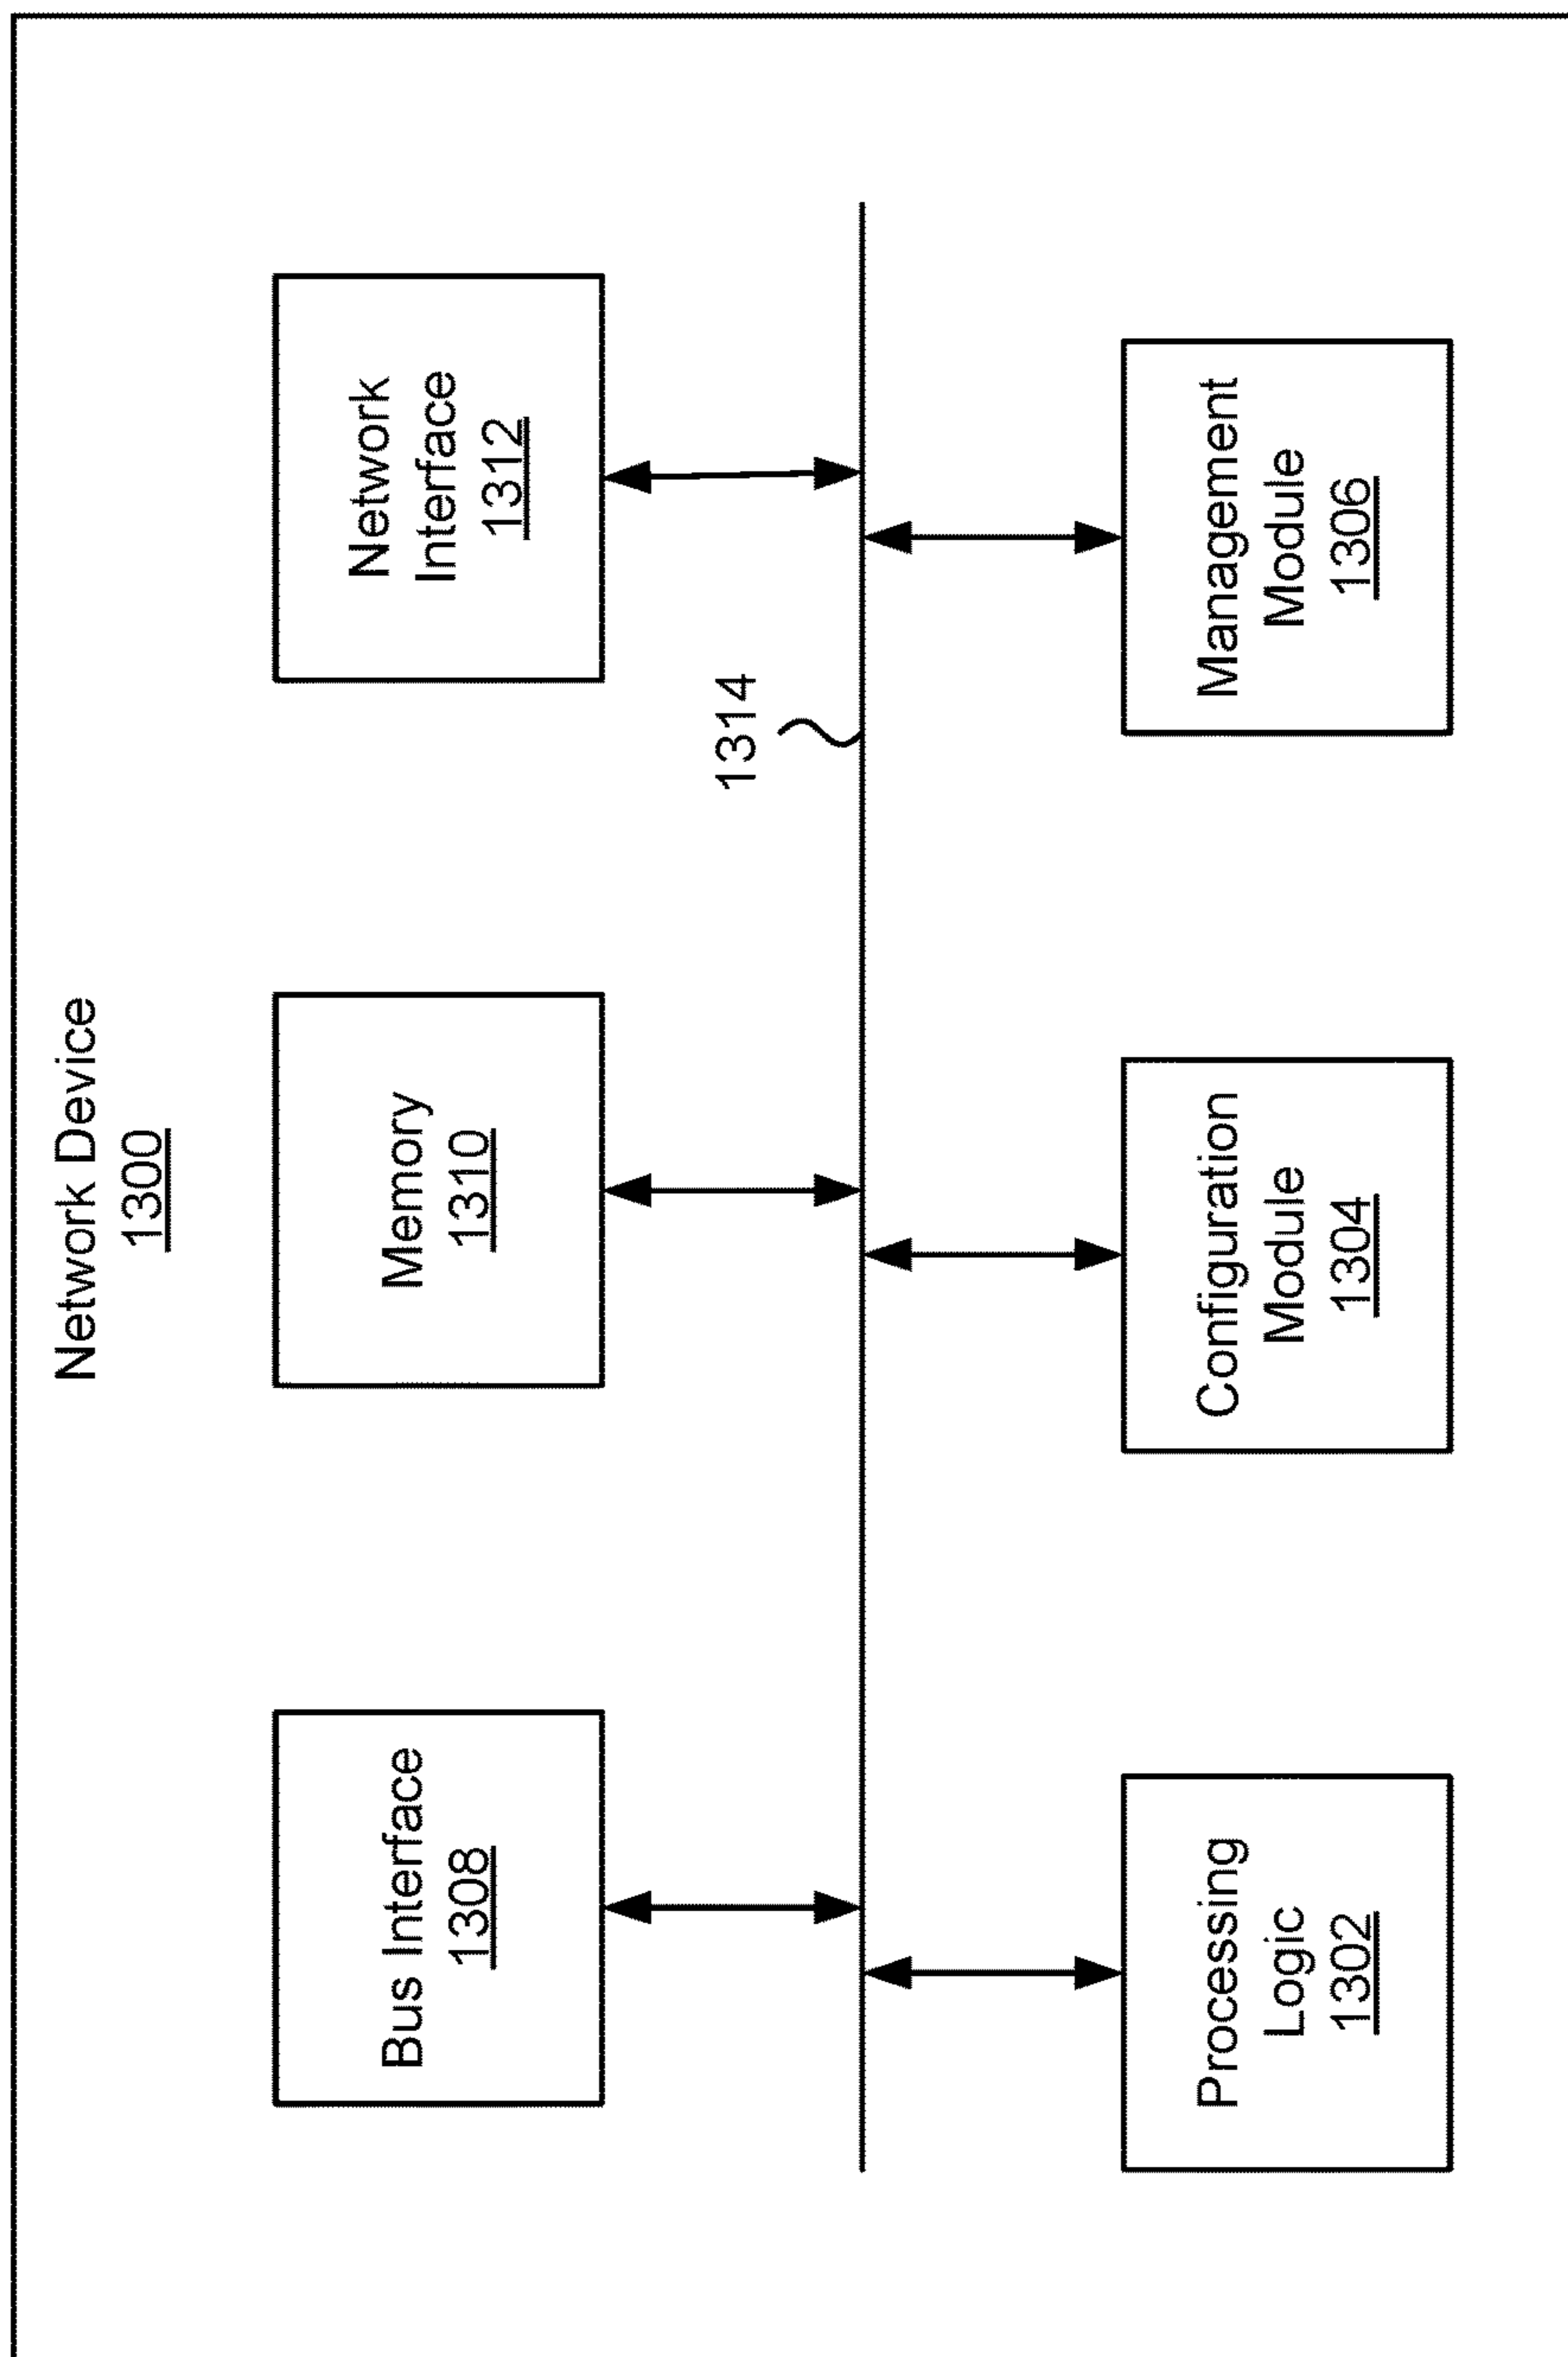 Network Device
1300
Bus Interface
1308
Memory
1310
Network
Interface
1312
1314
Processing
Logic
1302
Configuration
Module
1304
Management
Module
1306